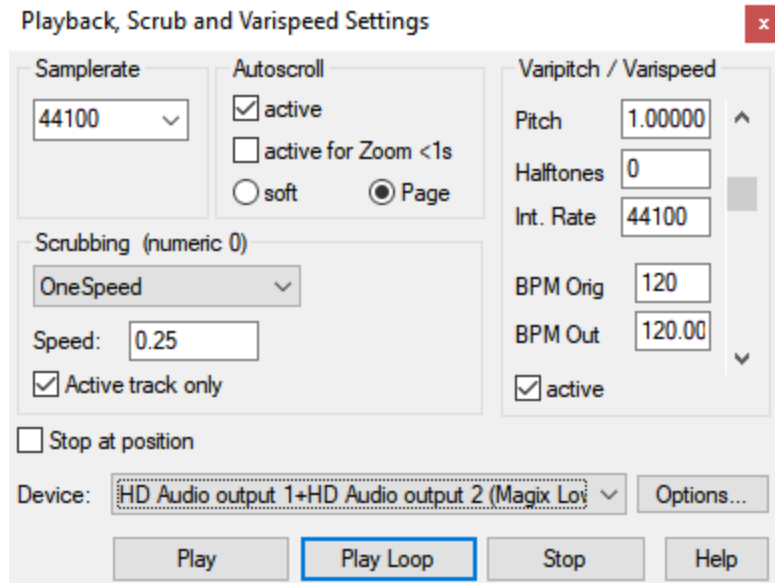 Playback, Scrub and Varispeed Settings
x
Samplerate
44100
Autoscroll
active
active for Zoom <1s
soft
Page
Varipitch / Varispeed
Pitch 1.00000
Halftones 0
Int. Rate 44100
BPM Orig 120
BPM Out 120.00
active
Scrubbing (numeric 0)
OneSpeed
Speed: 0.25
Active track only
Stop at position
Device: HD Audio output 1+HD Audio output 2 (Magix Lov Options...
Play Play Loop Stop Help